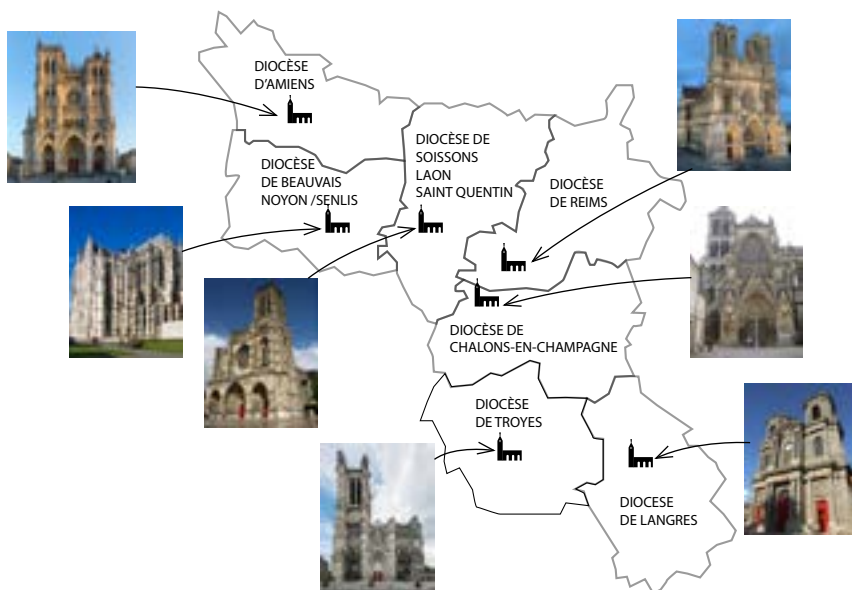 DIOCÈSE
D'AMIENS
DIOCÈSE
DE BEAUVAIS
NOYON /SENLIS
DIOCÈSE DE
SOISSONS
LAON
SAINT QUENTIN
DIOCÈSE
DE REIMS
DIOCÈSE DE
CHALONS-EN-CHAMPAGNE
DIOCÈSE
DE TROYES
DIOCESE
DE LANGRES